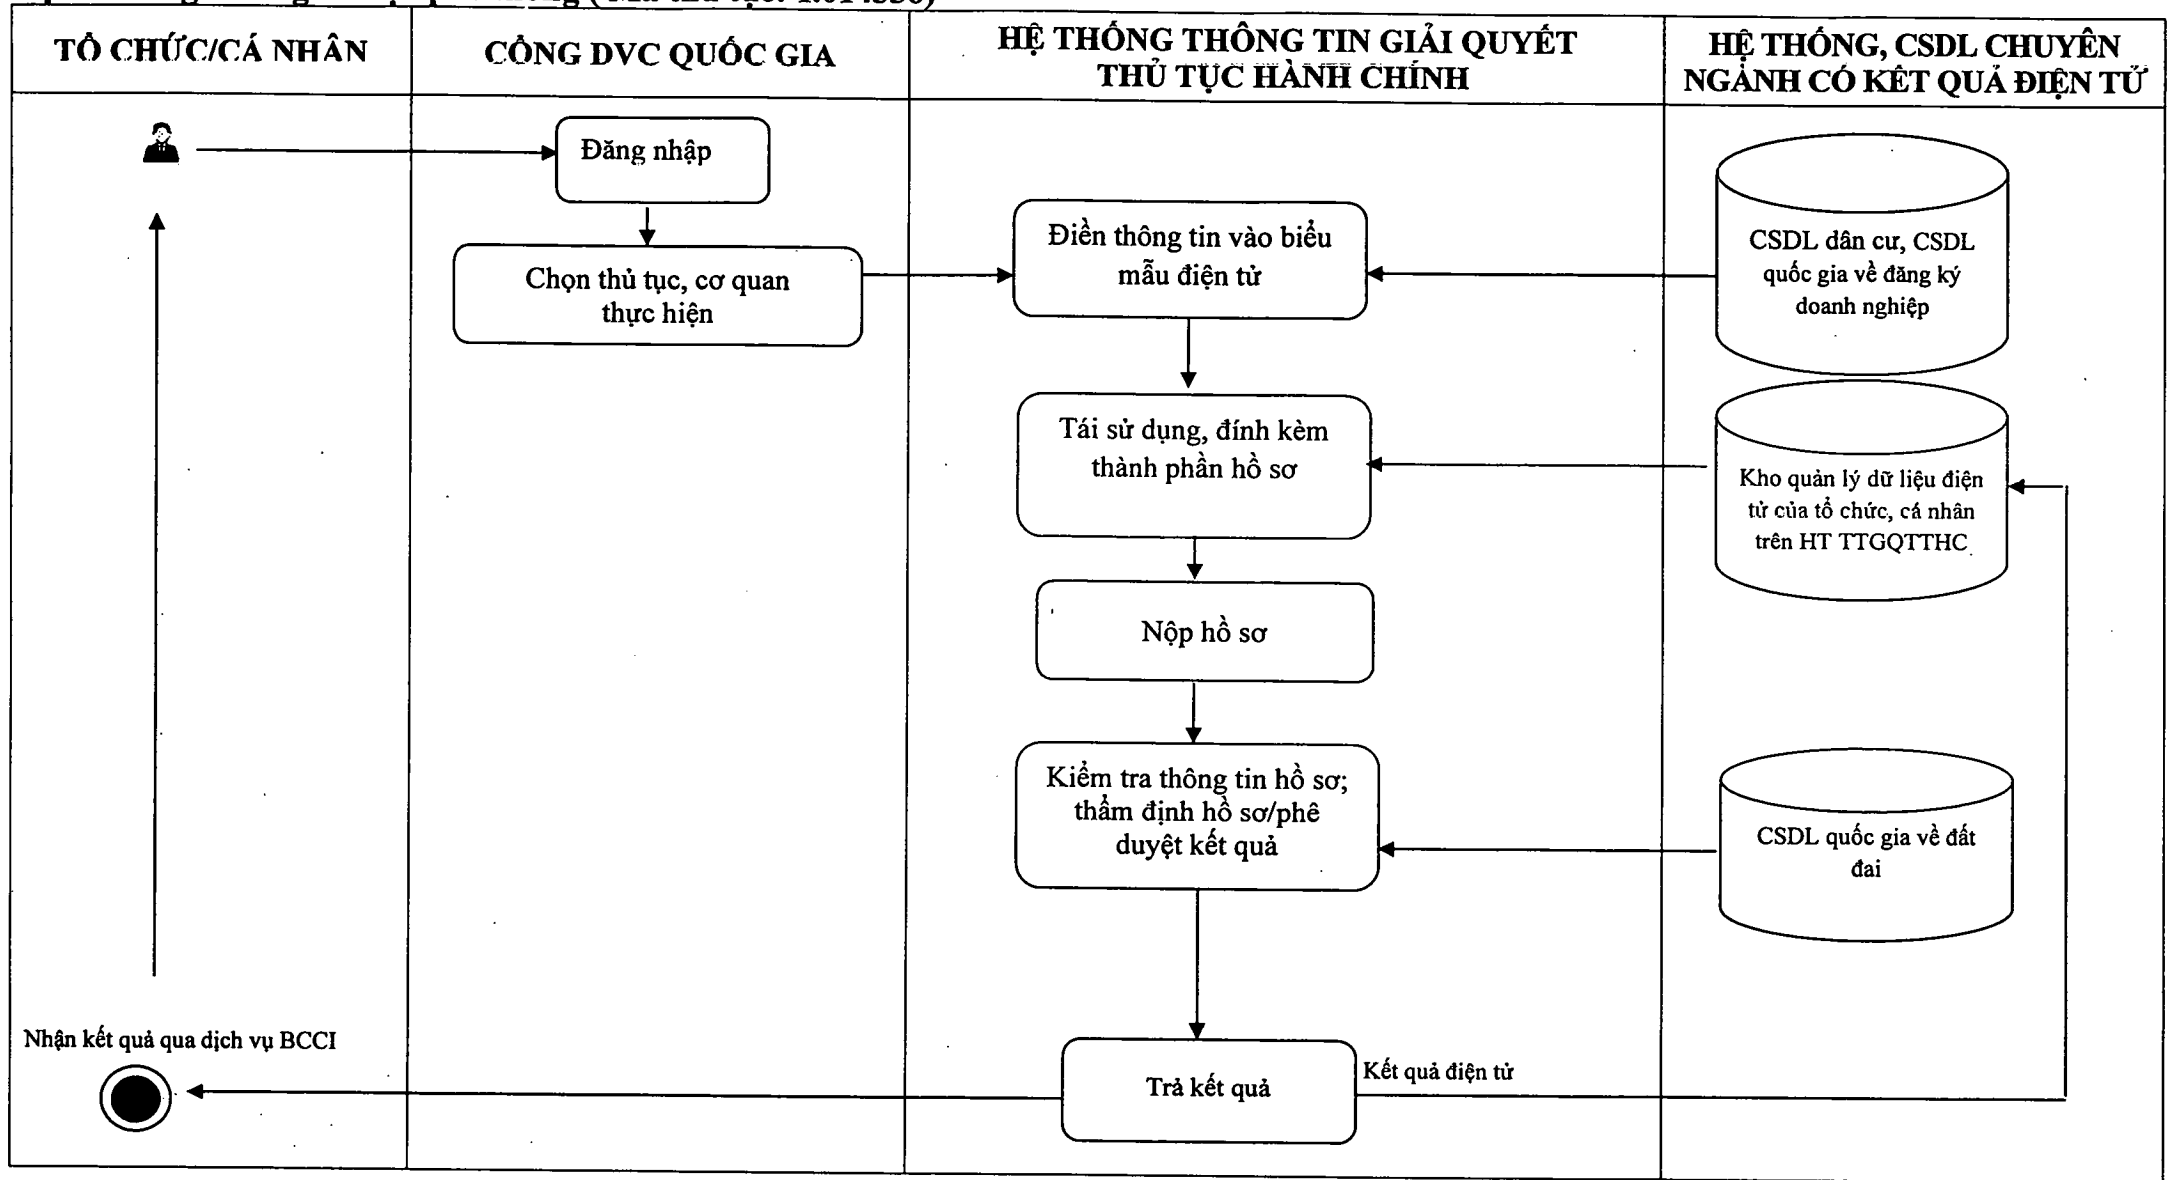 TỔ CHỨC/CÁ NHÂN
CỔNG DVC QUỐC GIA
HỆ THỐNG THÔNG TIN GIẢI QUYẾT
THỦ TỤC HÀNH CHÍNH
HỆ THỐNG, CSDL CHUYÊN
NGÀNH CÓ KẾT QUẢ ĐIỆN TỬ
Đăng nhập
Chọn thủ tục, cơ quan
thực hiện
Điền thông tin vào biểu
mẫu điện tử
CSDL dân cư, CSDL
quốc gia về đăng ký
doanh nghiệp
Tái sử dụng, đính kèm
thành phần hồ sơ
Kho quản lý dữ liệu điện
tử của tổ chức, cá nhân
trên HT TTGQTTHC
Nộp hồ sơ
Kiểm tra thông tin hồ sơ;
thẩm định hồ sơ/phê
duyệt kết quả
CSDL quốc gia về đất
đai
Nhận kết quả qua dịch vụ BCCI
Trả kết quả
Kết quả điện tử